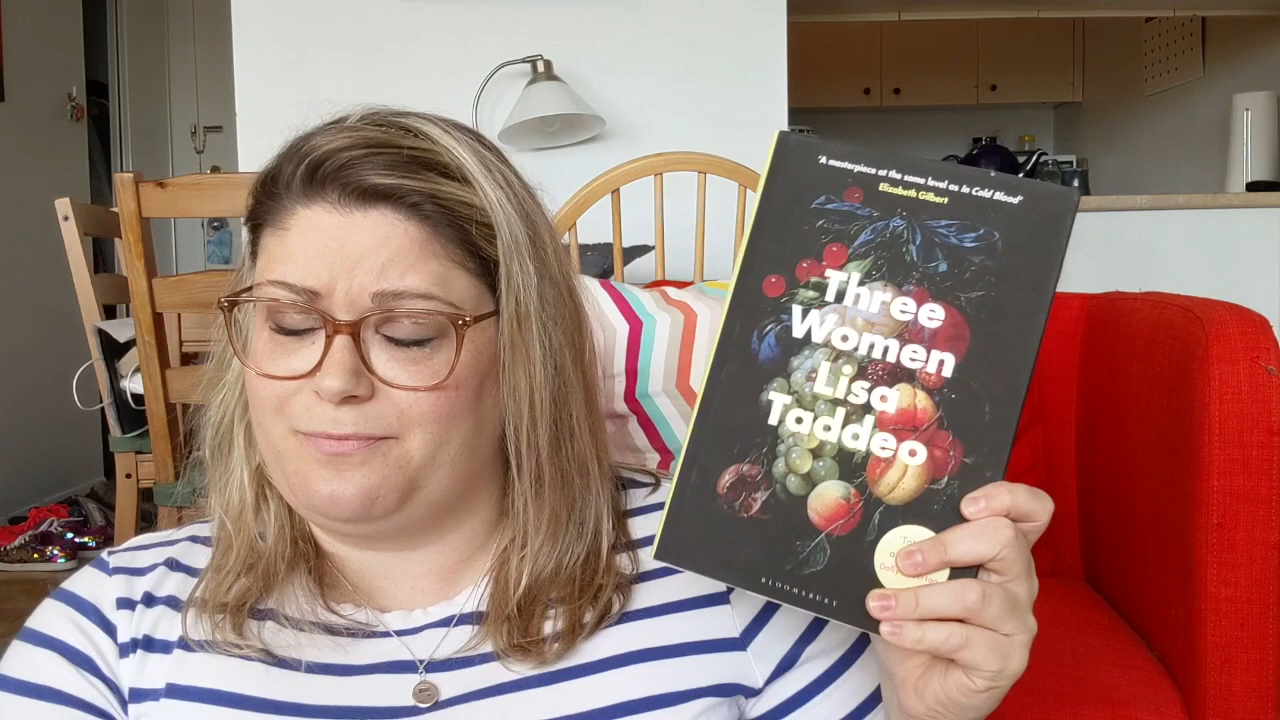 'A masterpiece at the same level as In Cold Blood'
Elizabeth Gilbert
Three
Women
Lisa
Taddeo
BLOOMSBURY